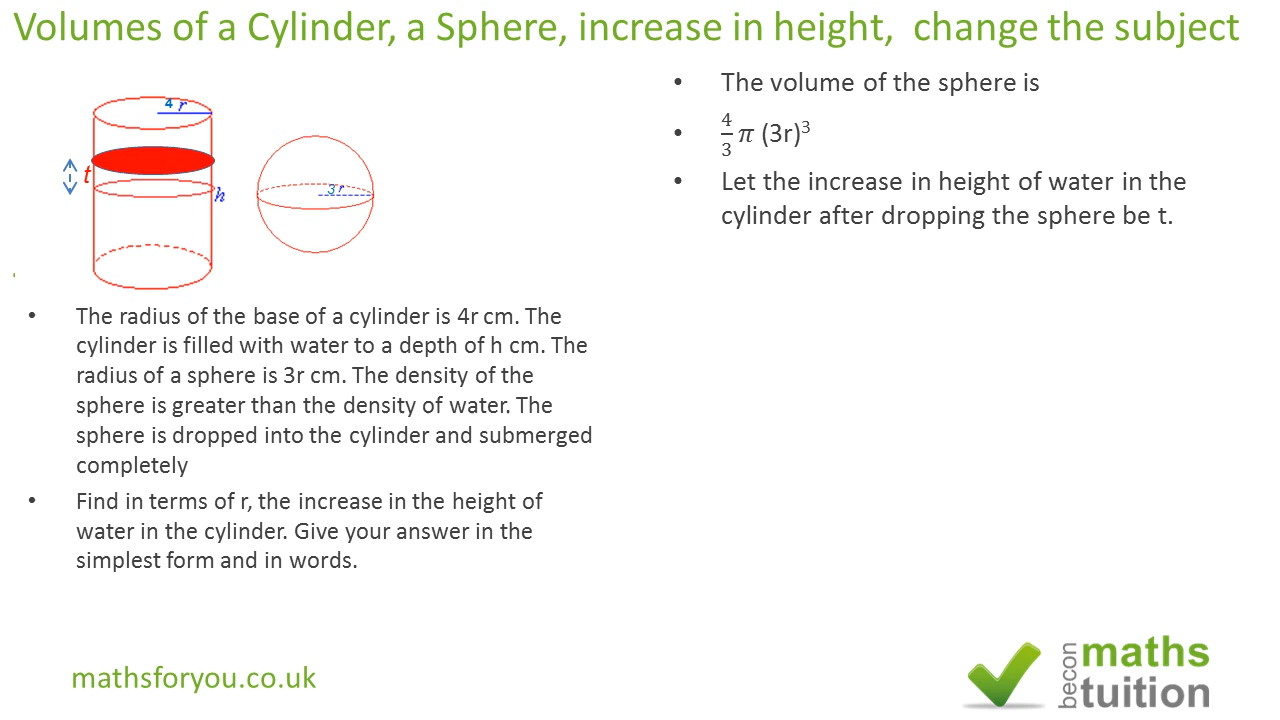 Volumes of a Cylinder, a Sphere, increase in height,  change the subject
4 r
t
h
3 r
• The radius of the base of a cylinder is 4r cm. The
cylinder is filled with water to a depth of h cm. The
radius of a sphere is 3r cm. The density of the
sphere is greater than the density of water. The
sphere is dropped into the cylinder and submerged
completely
• Find in terms of r, the increase in the height of
water in the cylinder. Give your answer in the
simplest form and in words.
• The volume of the sphere is
• 4/3 π (3r)³
• Let the increase in height of water in the
cylinder after dropping the sphere be t.
mathsforyou.co.uk
becon
maths
tuition